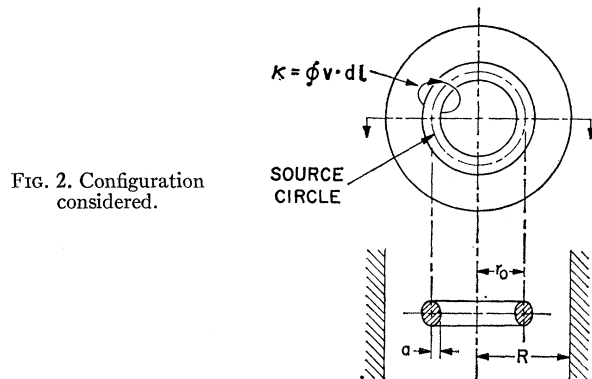 κ = ∮v·dl
FIG. 2. Configuration
considered.
SOURCE
CIRCLE
r₀
a
R